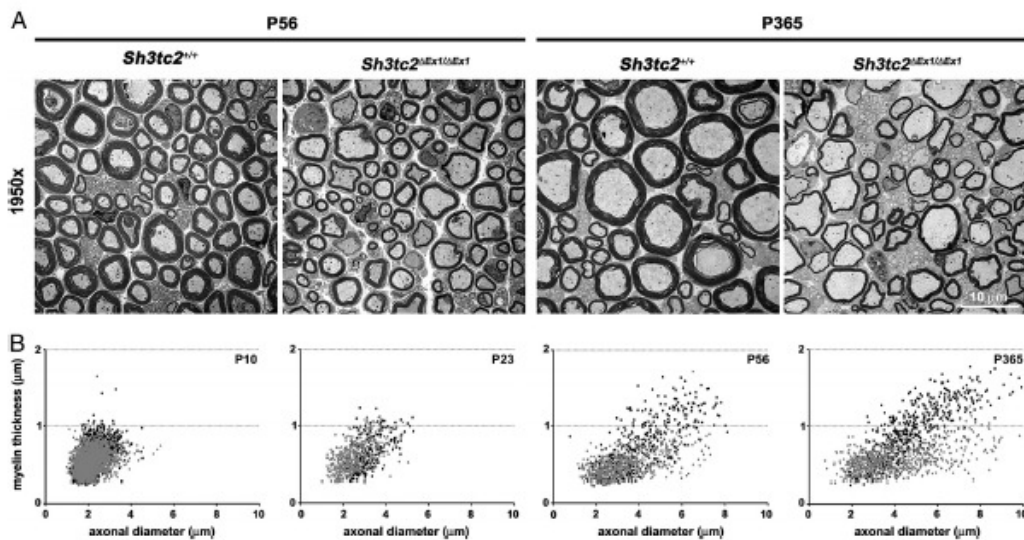 A
P56 P365
Sh3tc2+/+ Sh3tc2ΔEx1/ΔEx1 Sh3tc2+/+ Sh3tc2ΔEx1/ΔEx1
1950x
10 μm
B
P10 P23 P56 P365
myelin thickness (μm)
2 2 2 2
1 1 1 1
0 0 0 0
0 2 4 6 8 10 0 2 4 6 8 10 0 2 4 6 8 10 0 2 4 6 8 10
axonal diameter (μm) axonal diameter (μm) axonal diameter (μm) axonal diameter (μm)